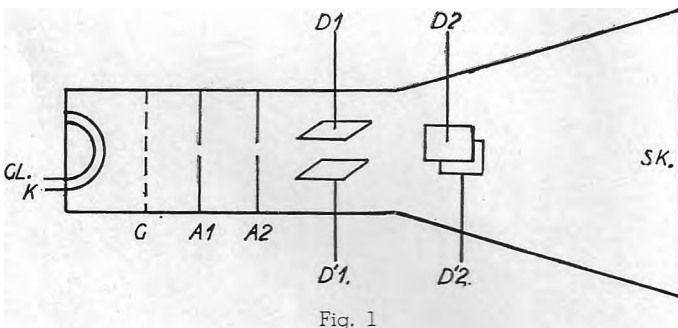 D1 D2
SK.
GL.
K
G A1 A2
D'1. D'2.
Fig. 1